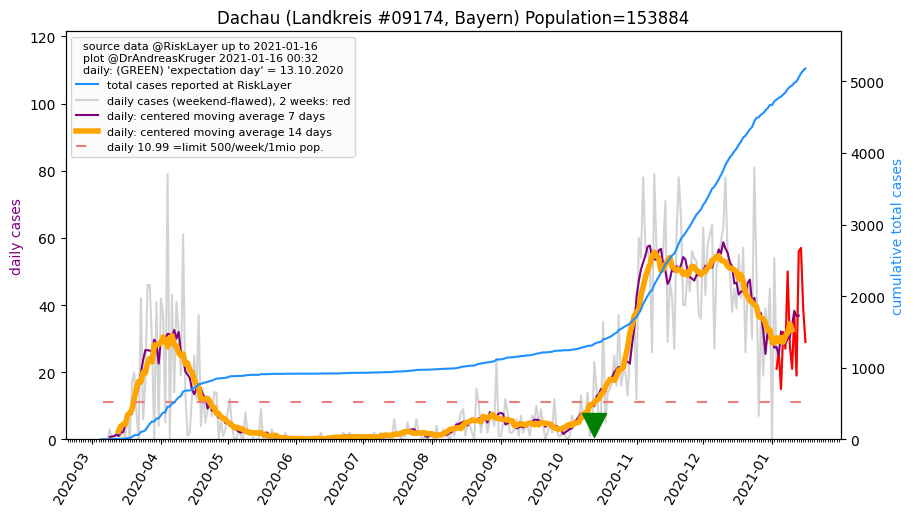 Dachau (Landkreis #09174, Bayern) Population=153884
source data @RiskLayer up to 2021-01-16
plot @DrAndreasKruger 2021-01-16 00:32
daily: (GREEN) 'expectation day' = 13.10.2020
total cases reported at RiskLayer
daily cases (weekend-flawed), 2 weeks: red
daily: centered moving average 7 days
daily: centered moving average 14 days
daily 10.99 =limit 500/week/1mio pop.
daily cases
120
100
80
60
40
20
0
cumulative total cases
5000
4000
3000
2000
1000
0
2020-03
2020-04
2020-05
2020-06
2020-07
2020-08
2020-09
2020-10
2020-11
2020-12
2021-01